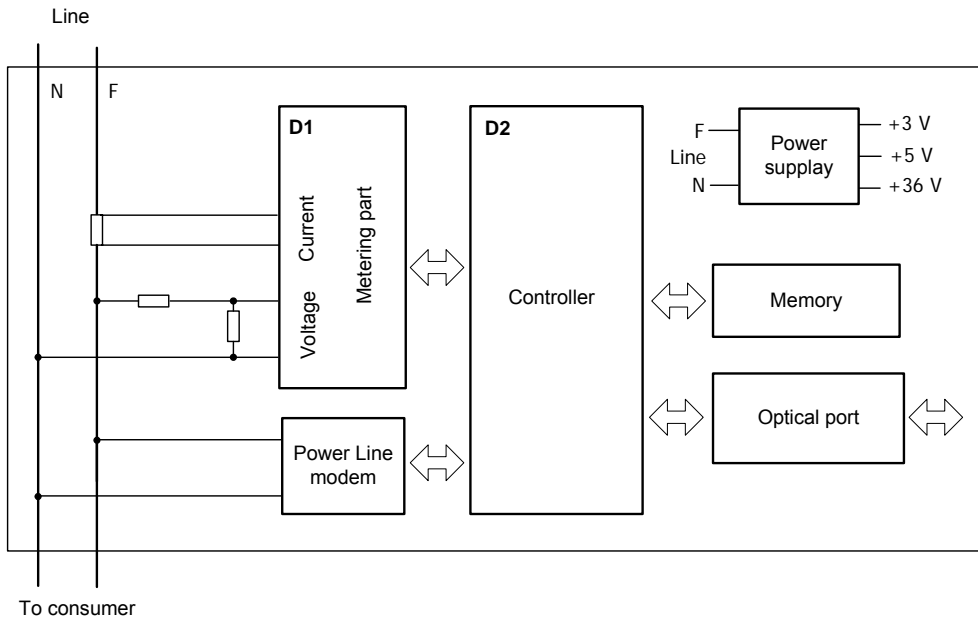 Line
N
F
D1
Current
Voltage
Metering part
D2
Controller
F
Line
N
Power
supplay
+3 V
+5 V
+36 V
Memory
Optical port
Power Line
modem
To consumer